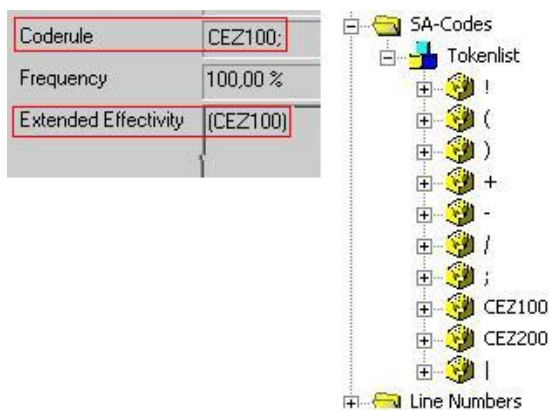 Coderule CEZ100;
Frequency 100,00 %
Extended Effectivity (CEZ100)
SA-Codes
Tokenlist
!
(
)
+
-
/
;
CEZ100
CEZ200
|
Line Numbers